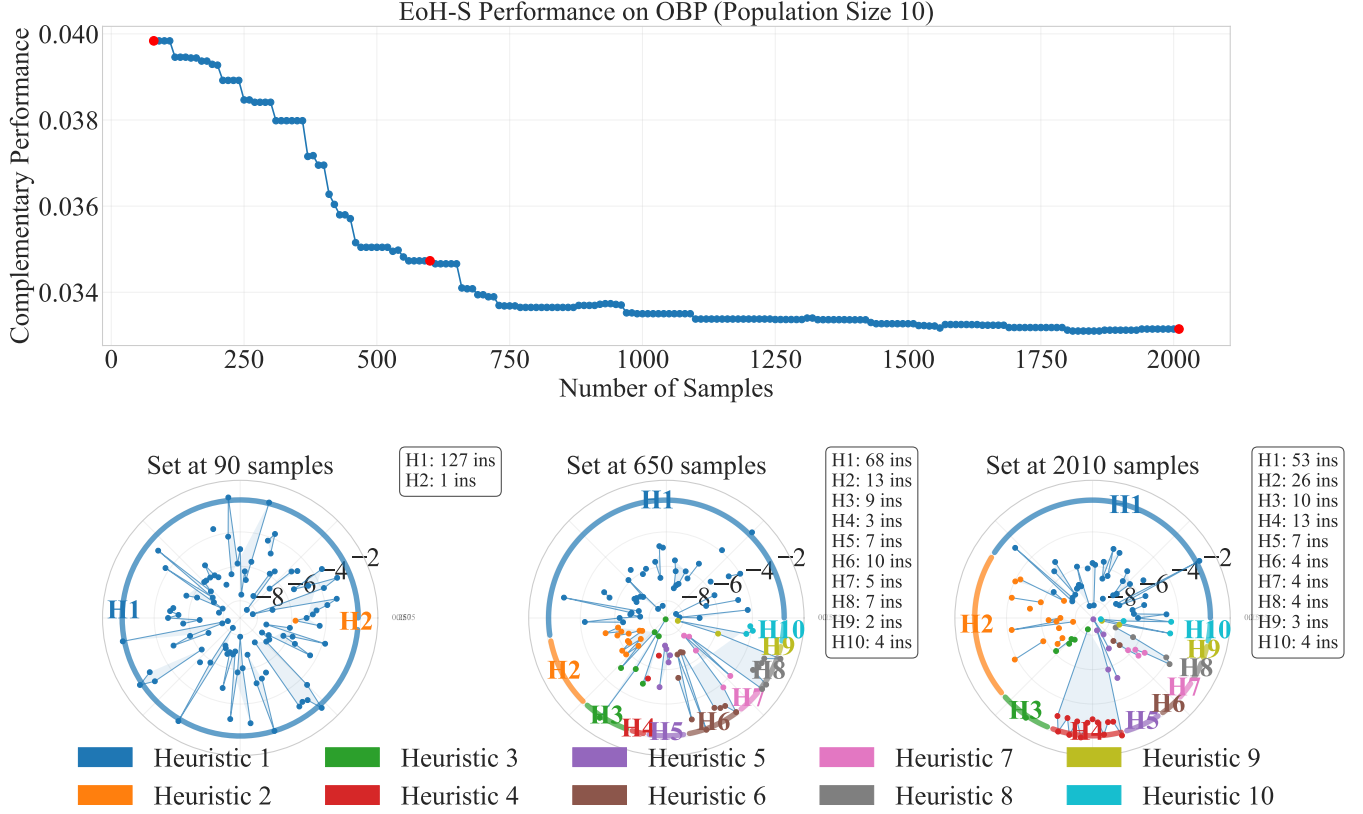 EoH-S Performance on OBP (Population Size 10)
Complementary Performance
0.040
0.038
0.036
0.034
0 250 500 750 1000 1250 1500 1750 2000
Number of Samples
Set at 90 samples
H1
H2
−2
−4
−6
−8
H1: 127 ins
H2: 1 ins
Set at 650 samples
H1
H2
H3
H4
H5
H6
H7
H8
H9
H10
−2
−4
−6
−8
H1: 68 ins
H2: 13 ins
H3: 9 ins
H4: 3 ins
H5: 7 ins
H6: 10 ins
H7: 5 ins
H8: 7 ins
H9: 2 ins
H10: 4 ins
Set at 2010 samples
H1
H2
H3
H4
H5
H6
H7
H8
H9
H10
−2
−4
−6
−8
H1: 53 ins
H2: 26 ins
H3: 10 ins
H4: 13 ins
H5: 7 ins
H6: 4 ins
H7: 4 ins
H8: 4 ins
H9: 3 ins
H10: 4 ins
Heuristic 1 Heuristic 3 Heuristic 5 Heuristic 7 Heuristic 9
Heuristic 2 Heuristic 4 Heuristic 6 Heuristic 8 Heuristic 10